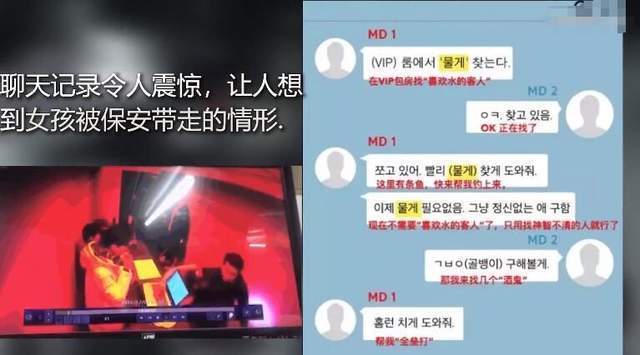 聊天记录令人震惊，让人想
到女孩被保安带走的情形.
MD 1
(VIP) 룸에서 '물게' 찾는다.
在VIP包房找“喜欢水的客人”
MD 2
ㅇㅋ. 찾고 있음.
OK 正在找了
MD 1
쪼고 있어. 빨리 (물게) 찾게 도와줘.
这里有条鱼，快来帮我钓上来。
이제 물게 필요없음. 그냥 정신없는 애 구함
现在不需要“喜欢水的客人”了，只用找神智不清的人就行了
MD 2
ㄱㅂㅇ(골뱅이) 구해볼게.
那我来找几个“酒鬼”
MD 1
홈런 치게 도와줘.
帮我“全垒打”